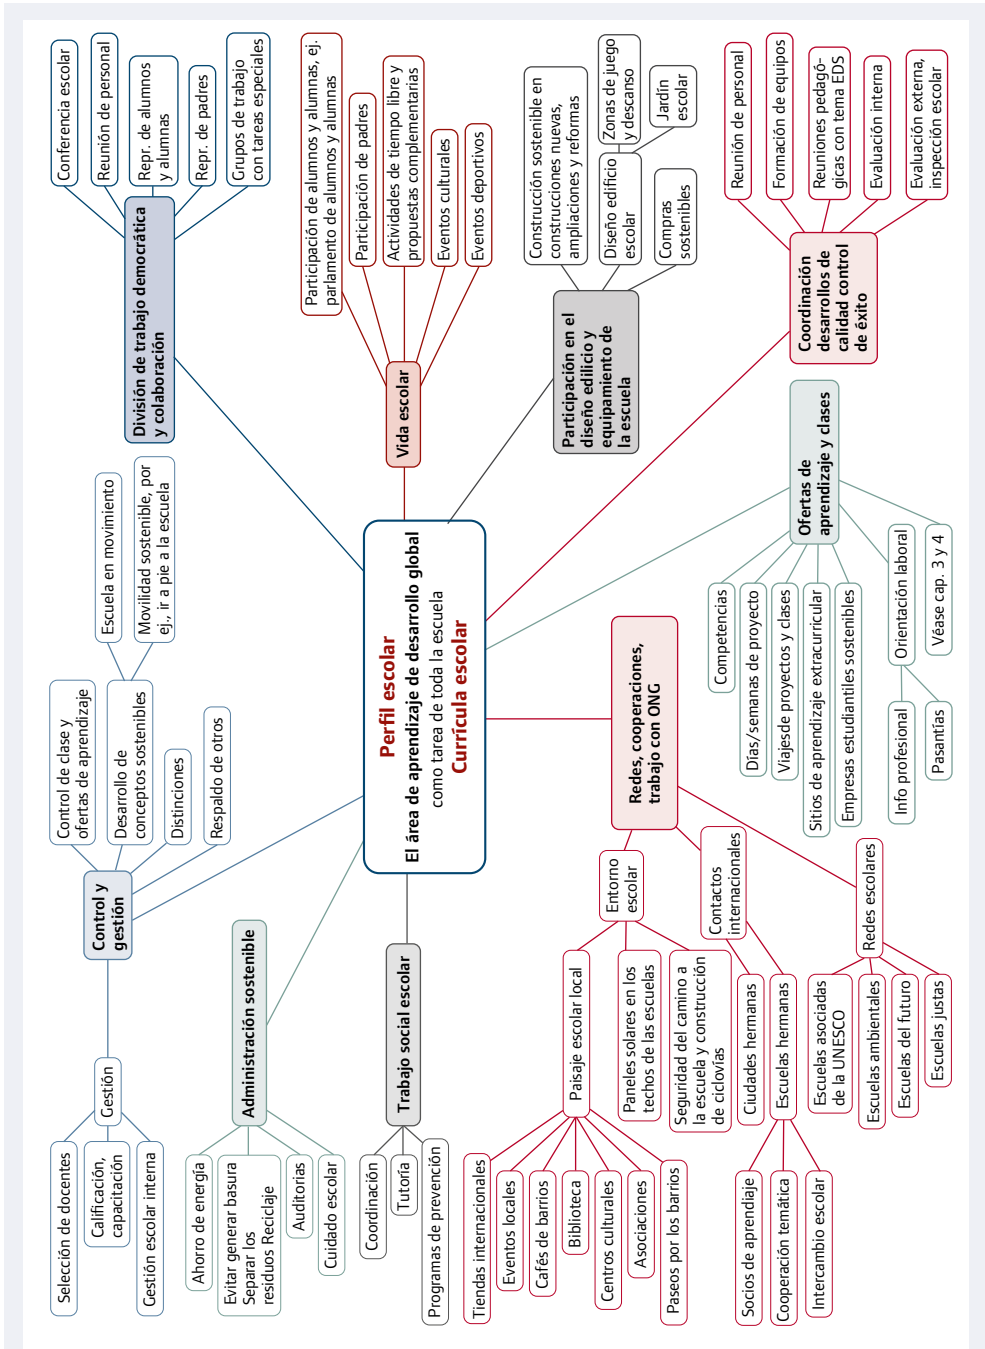 Perfil escolar
El área de aprendizaje de desarrollo global
como tarea de toda la escuela
Currícula escolar
Control y
gestión
Control de clase y
ofertas de aprendizaje
Desarrollo de
conceptos sostenibles
Escuela en movimiento
Movilidad sostenible, por
ej., ir a pie a la escuela
Distinciones
Respaldo de otros
Gestión
Selección de docentes
Calificación,
capacitación
Gestión escolar interna
División de trabajo democrática
y colaboración
Conferencia escolar
Reunión de personal
Repr. de alumnos
y alumnas
Repr. de padres
Grupos de trabajo
con tareas especiales
Administración sostenible
Ahorro de energía
Evitar generar basura
Separar los
residuos Reciclaje
Auditorias
Cuidado escolar
Vida escolar
Participación de alumnos y alumnas, ej.
parlamento de alumnos y alumnas
Participación de padres
Actividades de tiempo libre y
propuestas complementarias
Eventos culturales
Eventos deportivos
Trabajo social escolar
Coordinación
Tutoría
Programas de prevención
Participación en el
diseño edilicio y
equipamiento de
la escuela
Construcción sostenible en
construcciones nuevas,
ampliaciones y reformas
Diseño edificio
escolar
Zonas de juego
y descanso
Jardín
escolar
Compras
sostenibles
Redes, cooperaciones,
trabajo con ONG
Entorno
escolar
Paisaje escolar local
Tiendas internacionales
Eventos locales
Cafés de barrios
Biblioteca
Centros culturales
Asociaciones
Paseos por los barrios
Paneles solares en los
techos de las escuelas
Seguridad del camino a
la escuela y construcción
de ciclovías
Contactos
internacionales
Ciudades hermanas
Escuelas hermanas
Socios de aprendiaje
Cooperación temática
Intercambio escolar
Redes escolares
Escuelas asociadas
de la UNESCO
Escuelas ambientales
Escuelas del futuro
Escuelas justas
Ofertas de
aprendizaje y clases
Competencias
Días/semanas de proyecto
Viajesde proyectos y clases
Sitios de aprendizaje extracurricular
Empresas estudiantiles sostenibles
Orientación laboral
Info profesional
Pasantías
Véase cap. 3 y 4
Coordinación
desarrollos de
calidad control
de éxito
Reunión de personal
Formación de equipos
Reuniones pedagó-
gicas con tema EDS
Evaluación interna
Evaluación externa,
inspección escolar